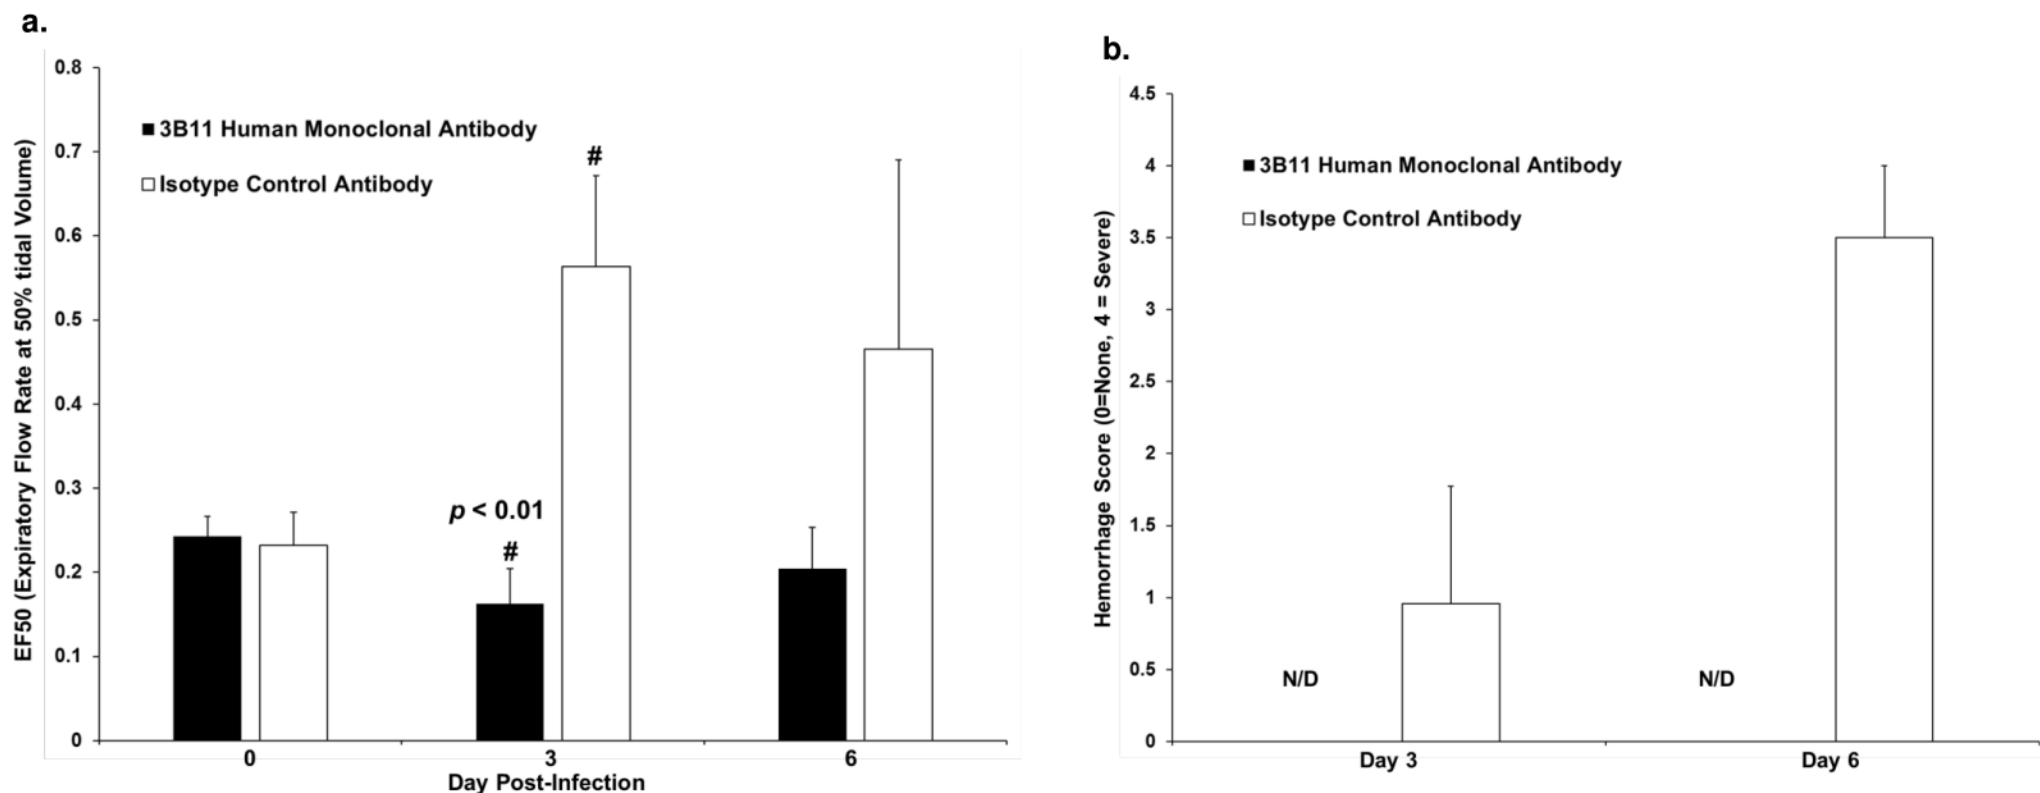 a.
EF50 (Expiratory Flow Rate at 50% tidal Volume)
0.8
0.7
0.6
0.5
0.4
0.3
0.2
0.1
0
3B11 Human Monoclonal Antibody
Isotype Control Antibody
#
p < 0.01
#
0 3 6
Day Post-Infection
b.
Hemorrhage Score (0=None, 4 = Severe)
4.5
4
3.5
3
2.5
2
1.5
1
0.5
0
3B11 Human Monoclonal Antibody
Isotype Control Antibody
N/D N/D
Day 3 Day 6